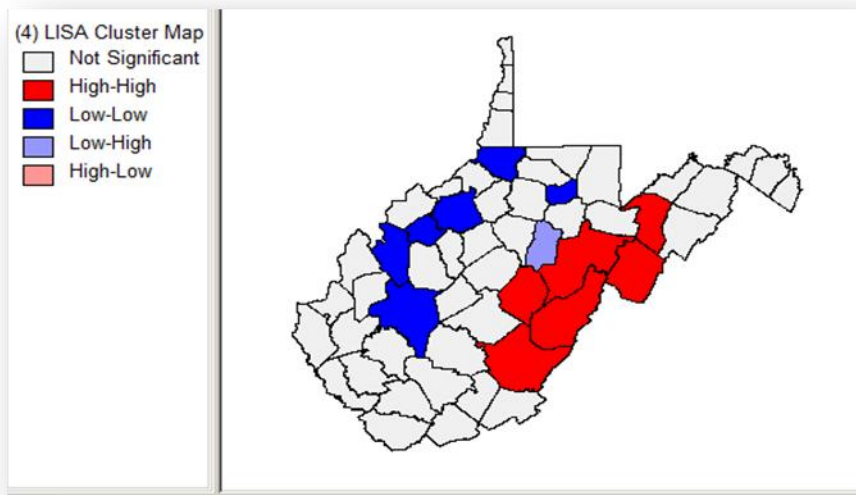 (4) LISA Cluster Map
Not Significant
High-High
Low-Low
Low-High
High-Low